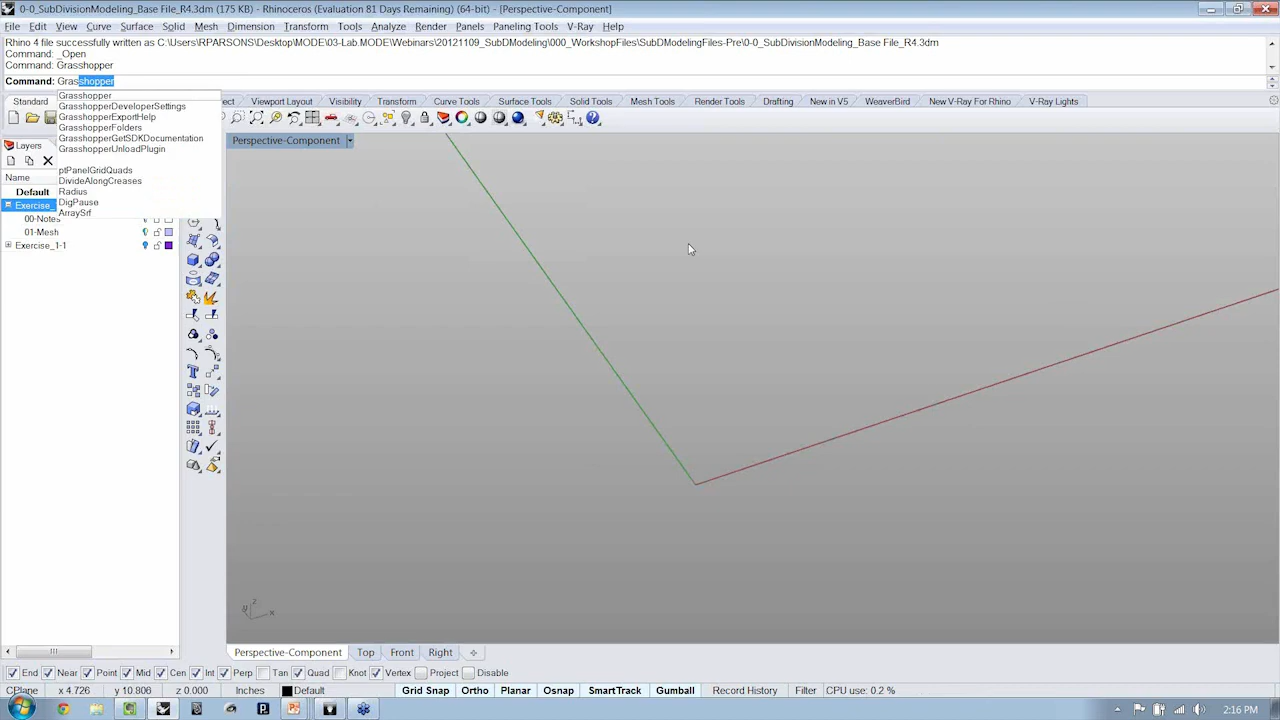 0-0_SubDivisionModeling_Base File_R4.3dm (175 KB) - Rhinoceros (Evaluation 81 Days Remaining) (64-bit) - [Perspective-Component]
File Edit View Curve Surface Solid Mesh Dimension Transform Tools Analyze Render Panels Paneling Tools V-Ray Help
Rhino 4 file successfully written as C:\Users\RPARSONS\Desktop\MODE\03-Lab.MODE\Webinars\20121109_SubDModeling\000_WorkshopFiles\SubDModelingFiles-Pre\0-0_SubDivisionModeling_Base File_R4.3dm
Command: _Open
Command: Grasshopper
Command: Grasshopper
Standard Viewport Layout Visibility Transform Curve Tools Surface Tools Solid Tools Mesh Tools Render Tools Drafting New in V5 WeaverBird New V-Ray For Rhino V-Ray Lights
Grasshopper
GrasshopperDeveloperSettings
GrasshopperExportHelp
GrasshopperFolders
GrasshopperGetSDKDocumentation
GrasshopperUnloadPlugin
ptPanelGridQuads
DivideAlongCreases
Radius
DigPause
ArraySrf
Layers
Name
Default
Exercise_
00-Notes
01-Mesh
Exercise_1-1
Perspective-Component
z
y
x
Perspective-Component Top Front Right
End Near Point Mid Cen Int Perp Tan Quad Knot Vertex Project Disable
CPlane x 4.726 y 10.806 z 0.000 Inches Default Grid Snap Ortho Planar Osnap SmartTrack Gumball Record History Filter CPU use: 0.2 %
2:16 PM